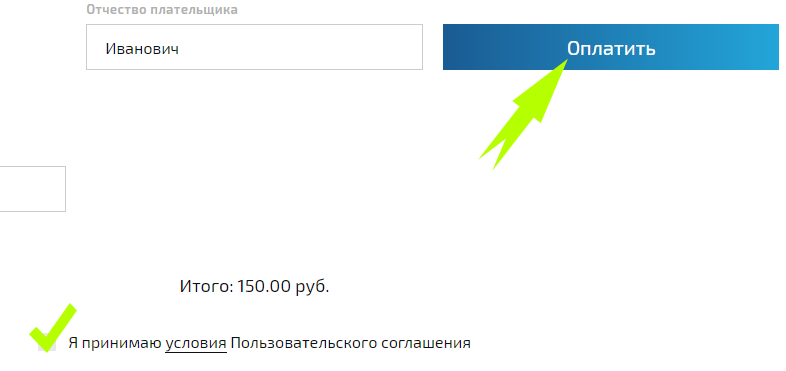 Отчество плательщика
Иванович
Оплатить
Итого: 150.00 руб.
Я принимаю условия Пользовательского соглашения